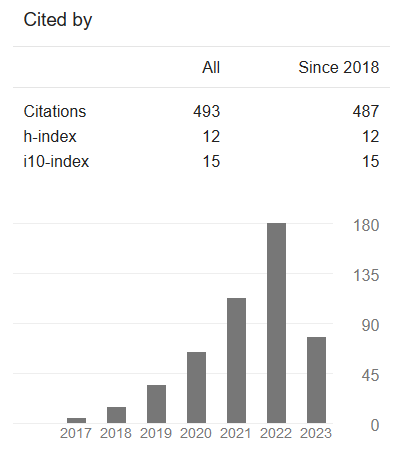 Cited by
All Since 2018
Citations 493 487
h-index 12 12
i10-index 15 15
180
135
90
45
0
2017 2018 2019 2020 2021 2022 2023